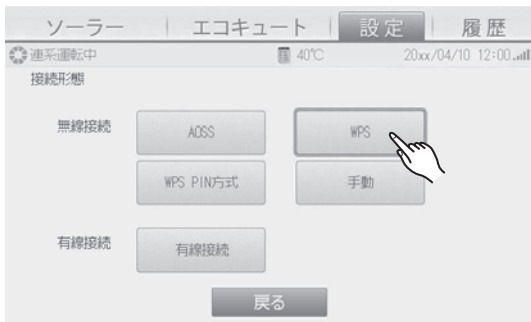 ソーラー エコキュート 設定 履歴
連系運転中 40℃ 20xx/04/10 12:00
接続形態
無線接続 AOSS WPS
WPS PIN方式 手動
有線接続 有線接続
戻る